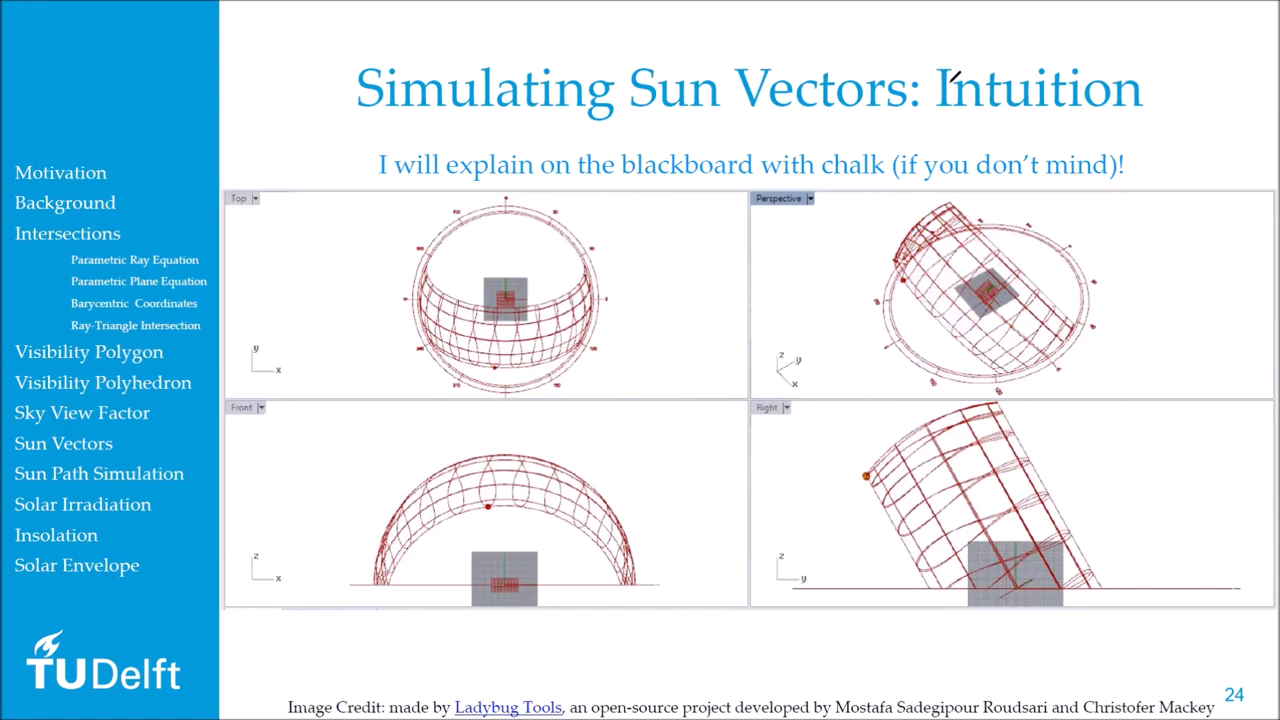 Simulating Sun Vectors: Intuition
I will explain on the blackboard with chalk (if you don't mind)!
Motivation
Background
Intersections
Parametric Ray Equation
Parametric Plane Equation
Barycentric Coordinates
Ray-Triangle Intersection
Visibility Polygon
Visibility Polyhedron
Sky View Factor
Sun Vectors
Sun Path Simulation
Solar Irradiation
Insolation
Solar Envelope
TUDelft
Top
y
x
Perspective
z
y
x
Front
z
x
Right
z
y
Image Credit: made by Ladybug Tools, an open-source project developed by Mostafa Sadegipour Roudsari and Christofer Mackey
24